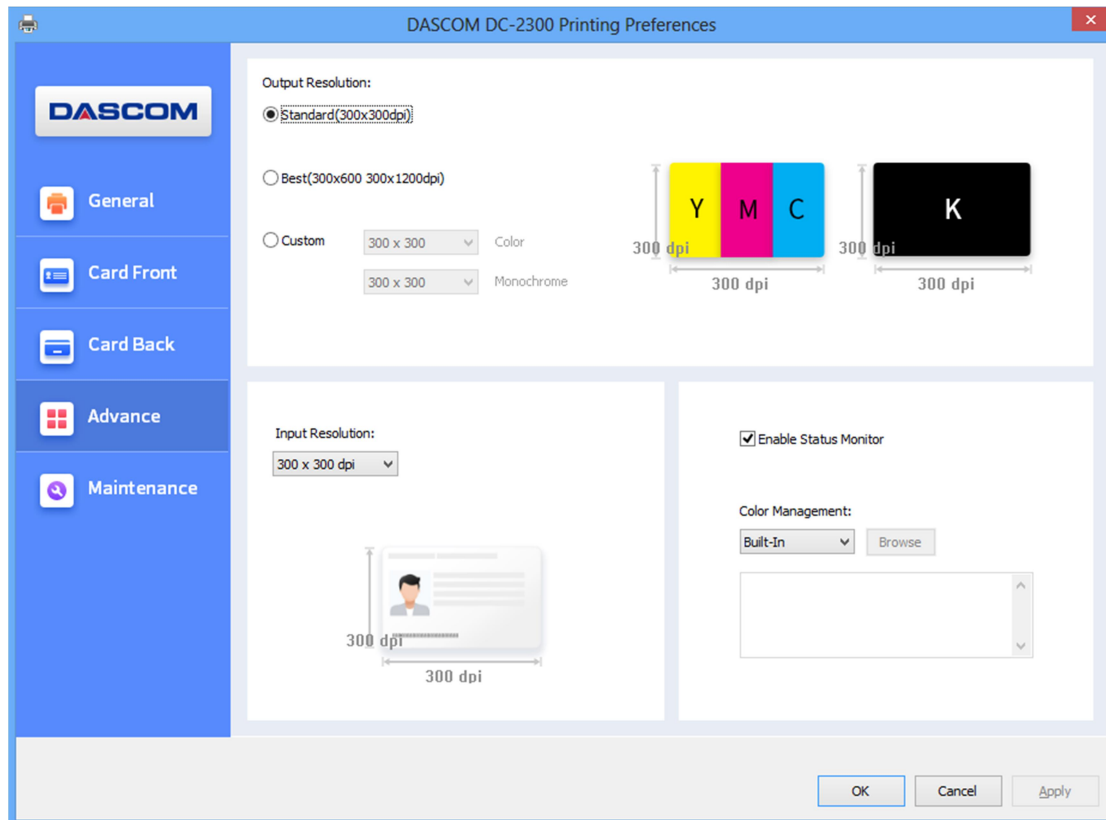 DASCOM DC-2300 Printing Preferences
DASCOM
General
Card Front
Card Back
Advance
Maintenance
Output Resolution:
Standard(300x300dpi)
Best(300x600 300x1200dpi)
Custom
300 x 300
Color
300 x 300
Monochrome
Y M C
300 dpi
300 dpi
K
300 dpi
300 dpi
Input Resolution:
300 x 300 dpi
300 dpi
300 dpi
Enable Status Monitor
Color Management:
Built-In
Browse
OK
Cancel
Apply